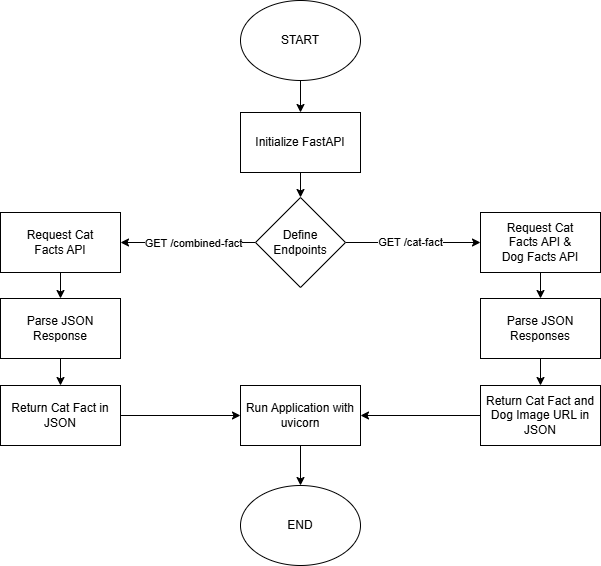 START
Initialize FastAPI
Define
Endpoints
GET /combined-fact
GET /cat-fact
Request Cat
Facts API
Parse JSON
Response
Return Cat Fact in
JSON
Request Cat
Facts API &
Dog Facts API
Parse JSON
Responses
Return Cat Fact and
Dog Image URL in
JSON
Run Application with
uvicorn
END